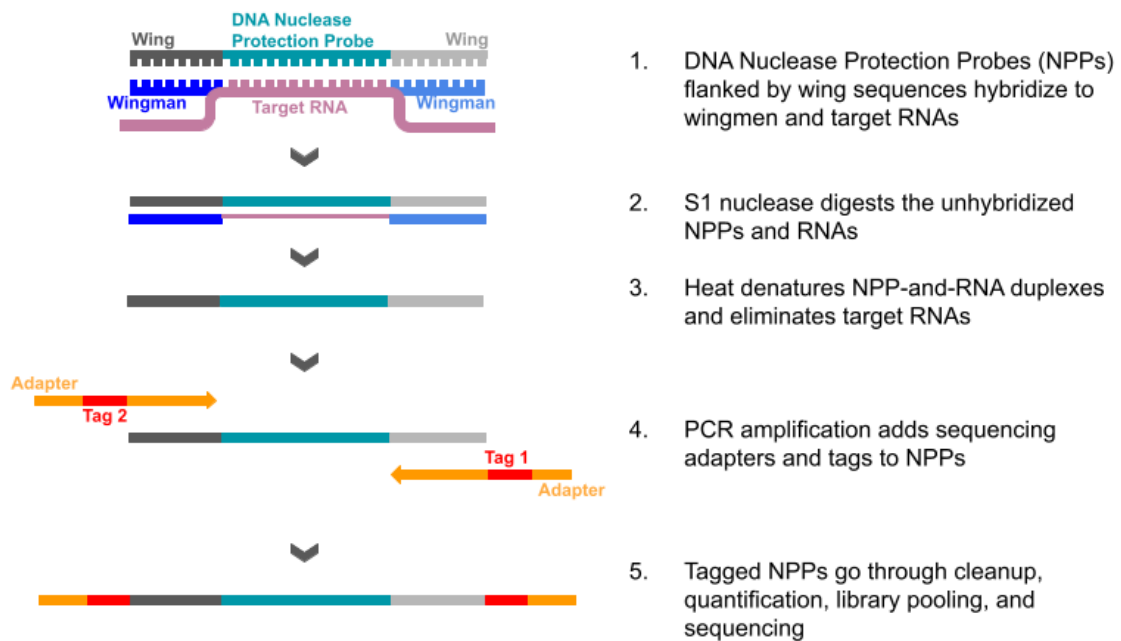 DNA Nuclease
Wing Protection Probe Wing
Wingman Target RNA Wingman
1. DNA Nuclease Protection Probes (NPPs)
flanked by wing sequences hybridize to
wingmen and target RNAs
2. S1 nuclease digests the unhybridized
NPPs and RNAs
3. Heat denatures NPP-and-RNA duplexes
and eliminates target RNAs
Adapter
Tag 2
Tag 1
Adapter
4. PCR amplification adds sequencing
adapters and tags to NPPs
5. Tagged NPPs go through cleanup,
quantification, library pooling, and
sequencing